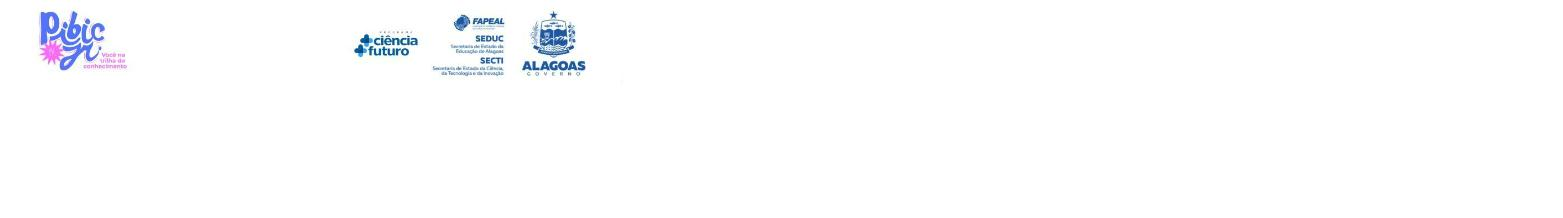 Pibic
Jr
Você na
trilha do
conhecimento
PROGRAMA
ciência
futuro
FAPEAL
SEDUC
Secretaria de Estado da
Educação de Alagoas
SECTI
Secretaria de Estado da Ciência,
da Tecnologia e da Inovação
ALAGOAS
GOVERNO